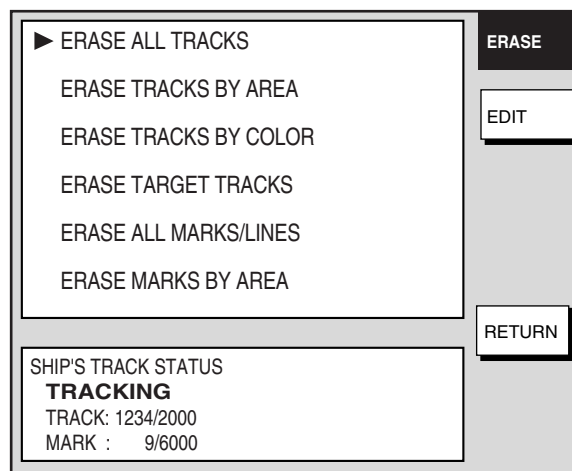 ▶ ERASE ALL TRACKS
ERASE TRACKS BY AREA
ERASE TRACKS BY COLOR
ERASE TARGET TRACKS
ERASE ALL MARKS/LINES
ERASE MARKS BY AREA
ERASE
EDIT
RETURN
SHIP'S TRACK STATUS
TRACKING
TRACK: 1234/2000
MARK : 9/6000